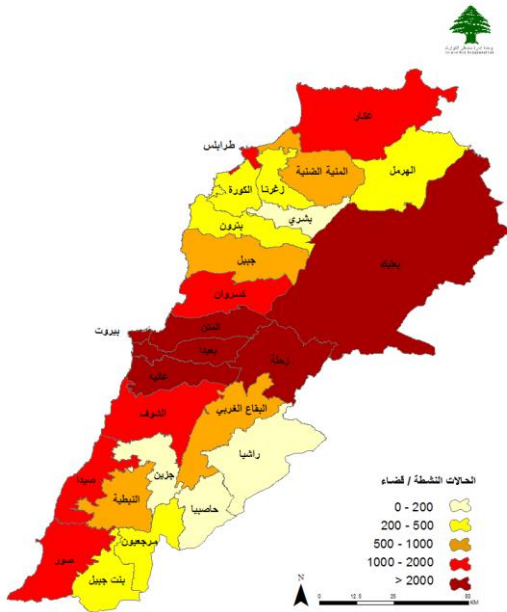 عكار
طرابلس
المنية الضنية
الهرمل
زغرتا
الكورة
بشري
بترون
بعلبك
جبيل
كسروان
المتن
بيروت
بعبدا
زحلة
عاليه
الشوف
البقاع الغربي
راشيا
جزين
صيدا
النبطية
حاصبيا
مرجعيون
صور
بنت جبيل
الحالات النشطة / قضاء
0 - 200
200 - 500
500 - 1000
1000 - 2000
> 2000
N
0 12.5 25 50
KM